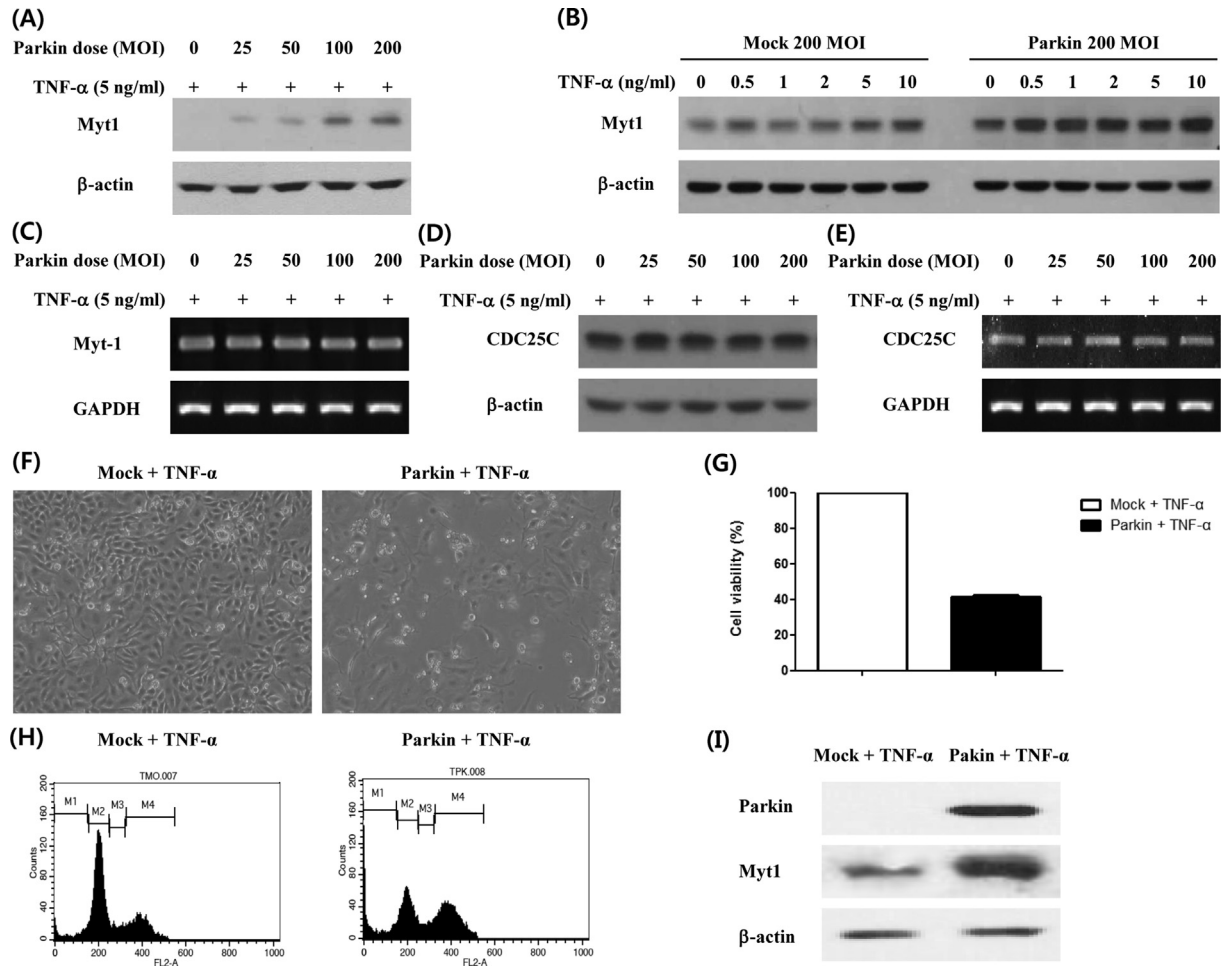 (A)
Parkin dose (MOI) 0 25 50 100 200
TNF-α (5 ng/ml) + + + + +
Myt1
β-actin
(B)
Mock 200 MOI Parkin 200 MOI
TNF-α (ng/ml) 0 0.5 1 2 5 10 0 0.5 1 2 5 10
Myt1
β-actin
(C)
Parkin dose (MOI) 0 25 50 100 200
TNF-α (5 ng/ml) + + + + +
Myt-1
GAPDH
(D)
Parkin dose (MOI) 0 25 50 100 200
TNF-α (5 ng/ml) + + + + +
CDC25C
β-actin
(E)
Parkin dose (MOI) 0 25 50 100 200
TNF-α (5 ng/ml) + + + + +
CDC25C
GAPDH
(F)
Mock + TNF-α Parkin + TNF-α
(G)
100
80
60
40
20
0
Cell viability (%)
Mock + TNF-α
Parkin + TNF-α
(H)
Mock + TNF-α
TMO.007
200
160
120
80
40
0
Counts
M1 M2 M3 M4
0 200 400 600 800 1000
FL2-A
Parkin + TNF-α
TPK.008
200
160
120
80
40
0
Counts
M1 M2 M3 M4
0 200 400 600 800 1000
FL2-A
(I)
Mock + TNF-α Pakin + TNF-α
Parkin
Myt1
β-actin